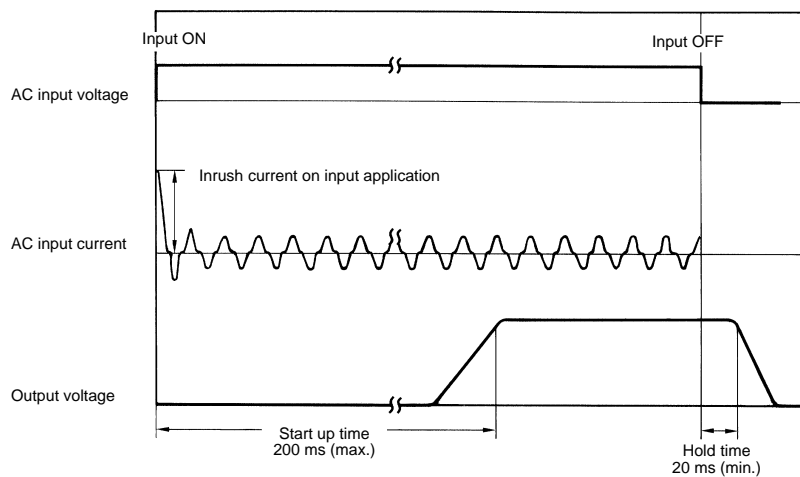 Input ON
Input OFF
AC input voltage
Inrush current on input application
AC input current
Output voltage
Start up time
200 ms (max.)
Hold time
20 ms (min.)